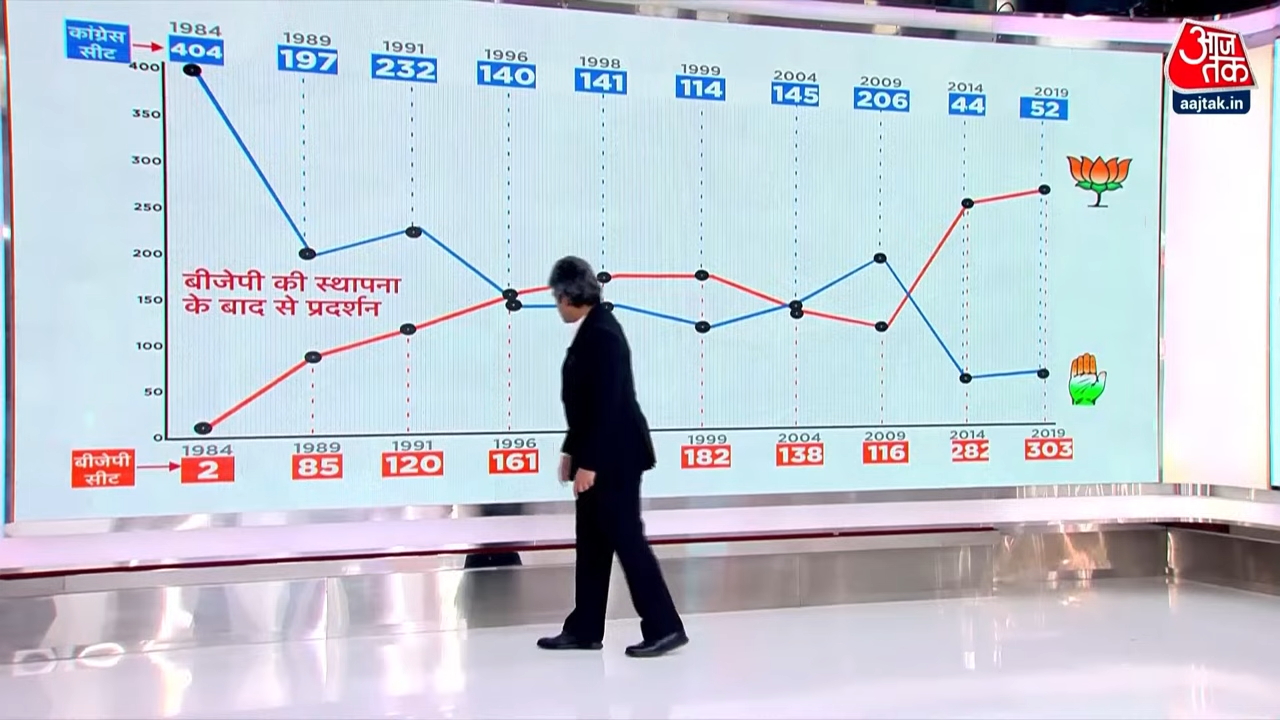 कांग्रेस
सीट
1984 1989 1991 1996 1998 1999 2004 2009 2014 2019
404 197 232 140 141 114 145 206 44 52
आज
तक
aajtak.in
400
350
300
250
200
150
100
50
0
बीजेपी की स्थापना
के बाद से प्रदर्शन
बीजेपी
सीट
1984 1989 1991 1996 1999 2004 2009 2014 2019
2 85 120 161 182 138 116 282 303